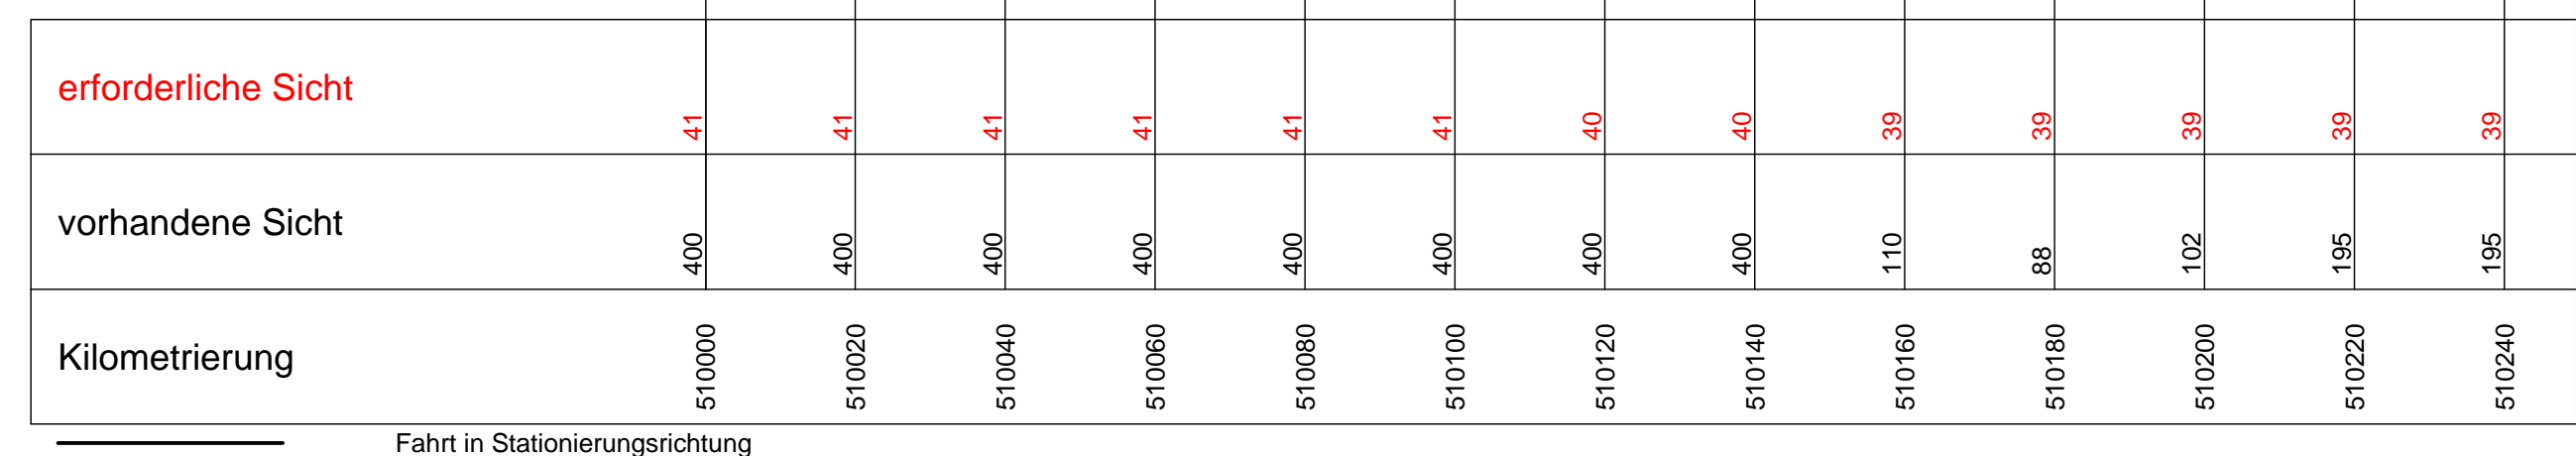 erforderliche Sicht 41 41 41 41 41 41 40 40 39 39 39 39 39
vorhandene Sicht 400 400 400 400 400 400 400 400 110 88 102 195 195
Kilometrierung 510000 510020 510040 510060 510080 510100 510120 510140 510160 510180 510200 510220 510240
Fahrt in Stationierungsrichtung